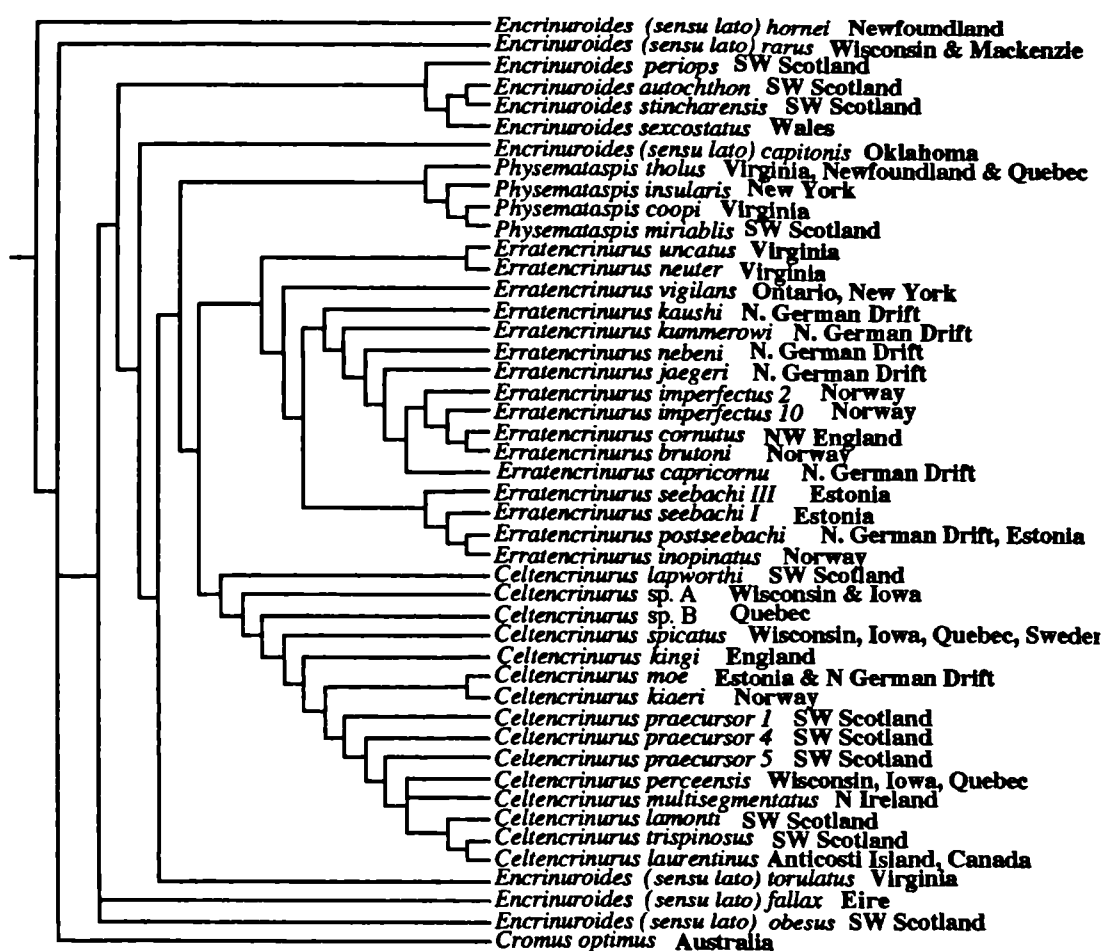 Encrinuroides (sensu lato) hornei Newfoundland
Encrinuroides (sensu lato) rarus Wisconsin & Mackenzie
Encrinuroides periops SW Scotland
Encrinuroides autochthon SW Scotland
Encrinuroides stincharensis SW Scotland
Encrinuroides sexcostatus Wales
Encrinuroides (sensu lato) capitonis Oklahoma
Physemataspis tholus Virginia, Newfoundland & Quebec
Physemataspis insularis New York
Physemataspis coopi Virginia
Physemataspis miriablis SW Scotland
Erratencrinurus uncatus Virginia
Erratencrinurus neuter Virginia
Erratencrinurus vigilans Ontario, New York
Erratencrinurus kaushi N. German Drift
Erratencrinurus kummerowi N. German Drift
Erratencrinurus nebeni N. German Drift
Erratencrinurus jaegeri N. German Drift
Erratencrinurus imperfectus 2 Norway
Erratencrinurus imperfectus 10 Norway
Erratencrinurus cornutus NW England
Erratencrinurus brutoni Norway
Erratencrinurus capricornu N. German Drift
Erratencrinurus seebachi III Estonia
Erratencrinurus seebachi I Estonia
Erratencrinurus postseebachi N. German Drift, Estonia
Erratencrinurus inopinatus Norway
Celtencrinurus lapworthi SW Scotland
Celtencrinurus sp. A Wisconsin & Iowa
Celtencrinurus sp. B Quebec
Celtencrinurus spicatus Wisconsin, Iowa, Quebec, Sweden
Celtencrinurus kingi England
Celtencrinurus moe Estonia & N German Drift
Celtencrinurus kiaeri Norway
Celtencrinurus praecursor 1 SW Scotland
Celtencrinurus praecursor 4 SW Scotland
Celtencrinurus praecursor 5 SW Scotland
Celtencrinurus perceensis Wisconsin, Iowa, Quebec
Celtencrinurus multisegmentatus N Ireland
Celtencrinurus lamonti SW Scotland
Celtencrinurus trispinosus SW Scotland
Celtencrinurus laurentinus Anticosti Island, Canada
Encrinuroides (sensu lato) torulatus Virginia
Encrinuroides (sensu lato) fallax Eire
Encrinuroides (sensu lato) obesus SW Scotland
Cromus optimus Australia